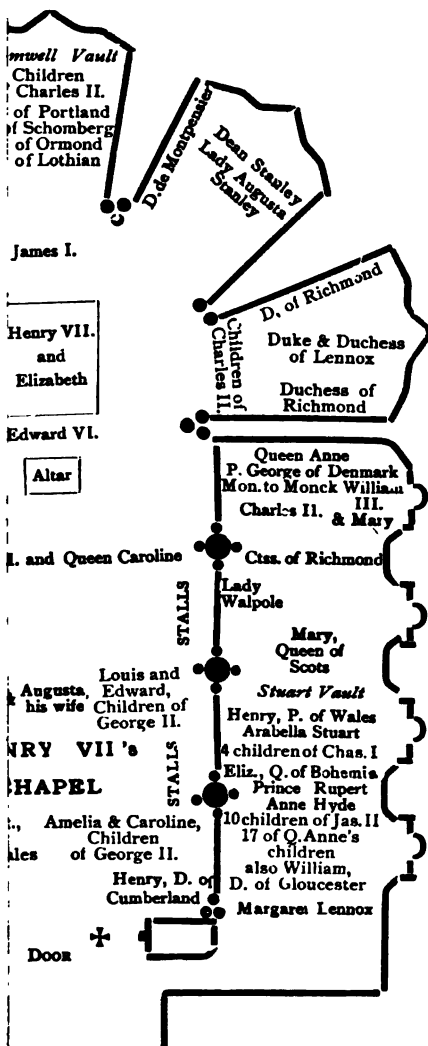 mwell Vault
Children
Charles II.
of Portland
of Schomberg
of Ormond
of Lothian
D. de Montpensier
Dean Stanley
Lady Augusta
Stanley
James I.
D. of Richmond
Children of
Charles II.
Duke & Duchess
of Lennox
Duchess of
Richmond
Henry VII.
and
Elizabeth
Edward VI.
Altar
Queen Anne
P. George of Denmark
Mon. to Monck William
III.
Charles II. & Mary
I. and Queen Caroline
Ctss. of Richmond
STALLS
Lady
Walpole
Mary,
Queen of
Scots
Louis and
Augusta, Edward,
his wife Children of
George II.
Stuart Vault
Henry, P. of Wales
Arabella Stuart
4 children of Chas. I
NRY VII's
CHAPEL
STALLS
Eliz., Q. of Bohemia
Prince Rupert
Anne Hyde
10 children of Jas. II
17 of Q. Anne's
children
also William,
D. of Gloucester
Amelia & Caroline,
Children
ales of George II.
Henry, D. of
Cumberland
Margaret Lennox
DOOR